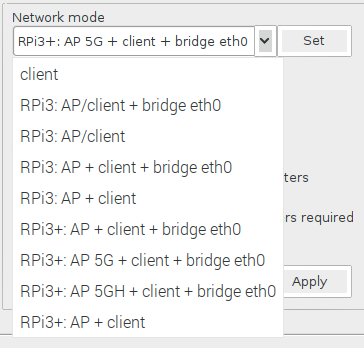 Network mode
RPi3+: AP 5G + client + bridge eth0
Set
client
RPi3: AP/client + bridge eth0
RPi3: AP/client
RPi3: AP + client + bridge eth0
ters
RPi3: AP + client
rs required
RPi3+: AP + client + bridge eth0
RPi3+: AP 5G + client + bridge eth0
RPi3+: AP 5GH + client + bridge eth0
Apply
RPi3+: AP + client